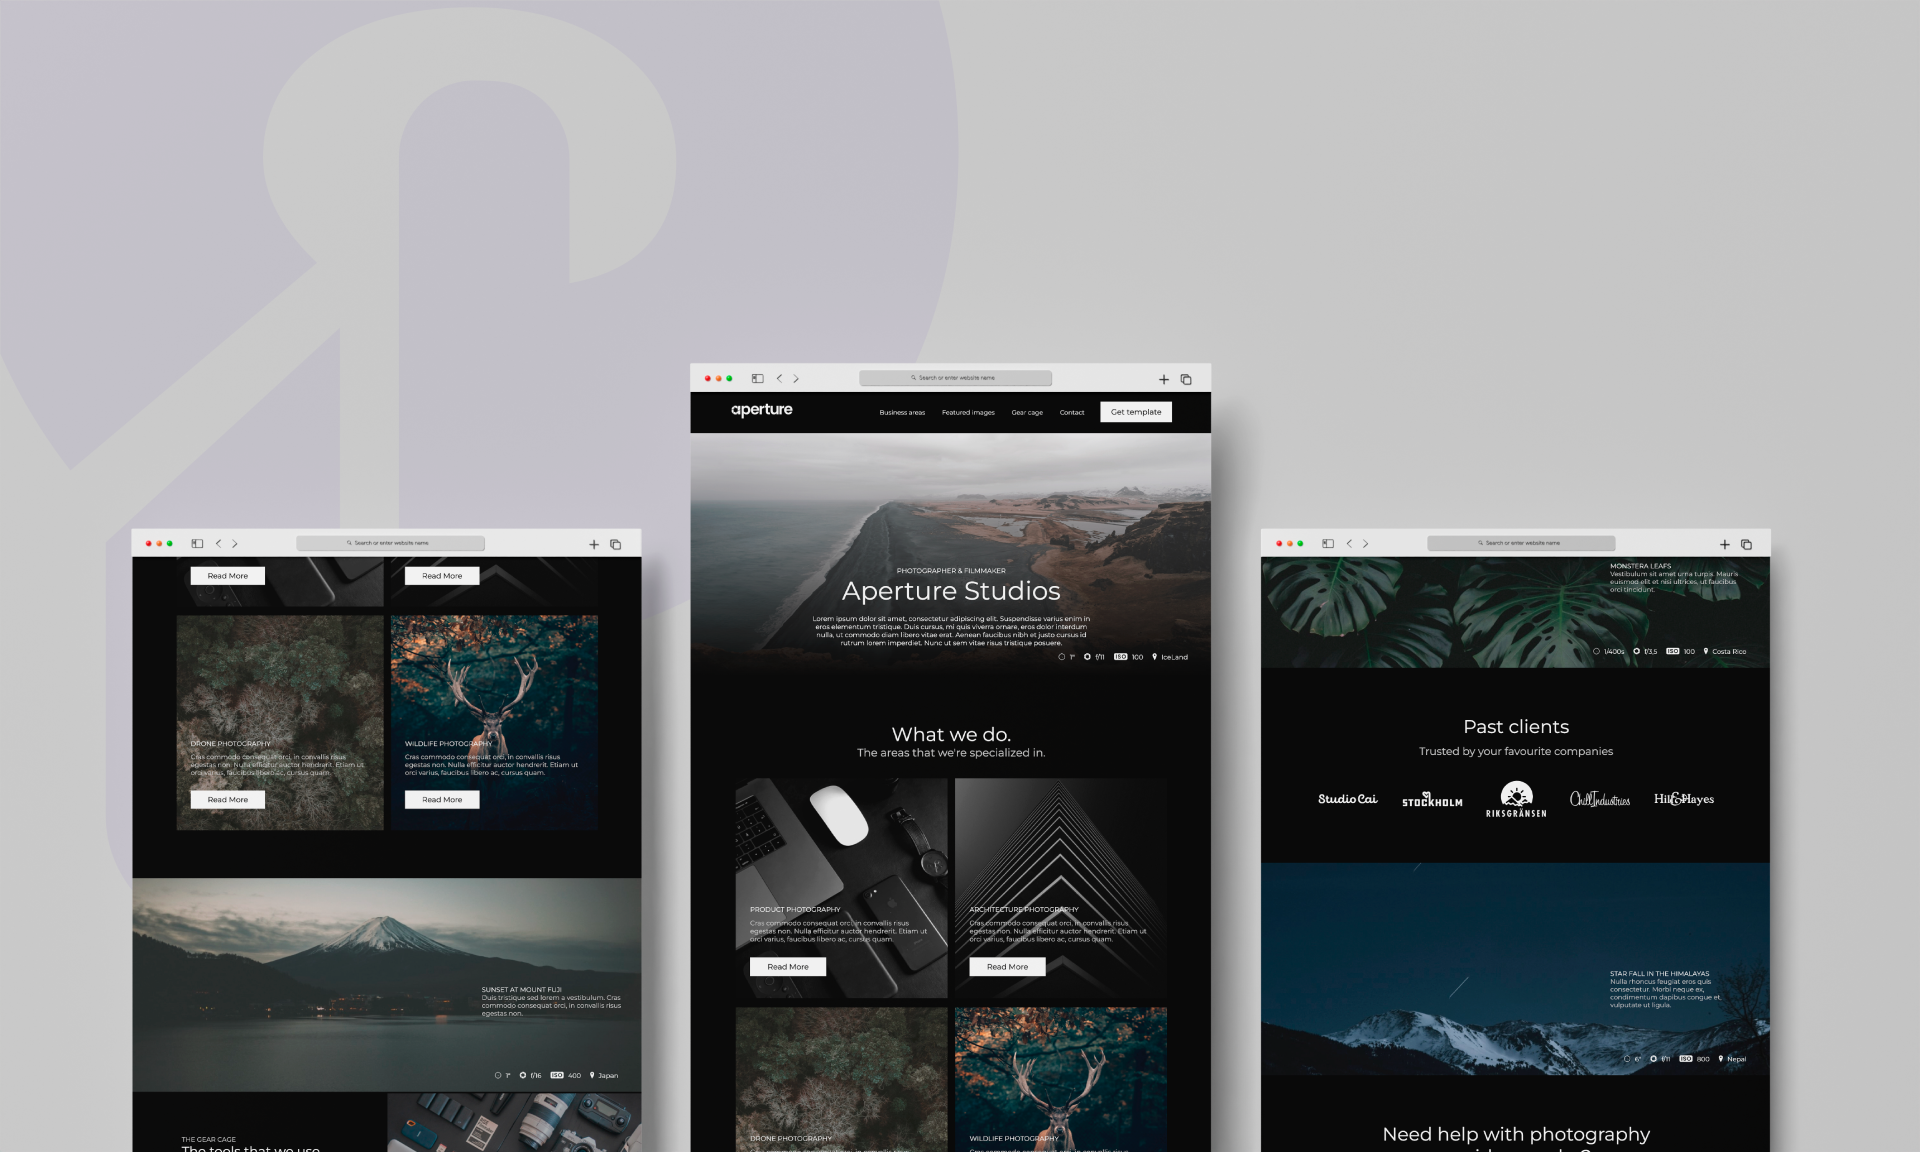 Search or enter website name
Read More
Read More
DRONE PHOTOGRAPHY
Cras commodo consequat orci, in convallis risus
egestas non. Nulla efficitur auctor hendrerit. Etiam ut
orci varius, faucibus libero ac, cursus quam.
Read More
WILDLIFE PHOTOGRAPHY
Cras commodo consequat orci, in convallis risus
egestas non. Nulla efficitur auctor hendrerit. Etiam ut
orci varius, faucibus libero ac, cursus quam.
Read More
SUNSET AT MOUNT FUJI
Duis tristique sed lorem a vestibulum. Cras
commodo consequat orci, in convallis risus
egestas non.
1" f/16 ISO 400 Japan
THE GEAR CAGE
The tools that we use
Search or enter website name
aperture
Business areas Featured images Gear cage Contact Get template
PHOTOGRAPHER & FILMMAKER
Aperture Studios
Lorem ipsum dolor sit amet, consectetur adipiscing elit. Suspendisse varius enim in
eros elementum tristique. Duis cursus, mi quis viverra ornare, eros dolor interdum
nulla, ut commodo diam libero vitae erat. Aenean faucibus nibh et justo cursus id
rutrum lorem imperdiet. Nunc ut sem vitae risus tristique posuere.
1" f/11 ISO 100 IceLand
What we do.
The areas that we're specialized in.
PRODUCT PHOTOGRAPHY
Cras commodo consequat orci, in convallis risus
egestas non. Nulla efficitur auctor hendrerit. Etiam ut
orci varius, faucibus libero ac, cursus quam.
Read More
ARCHITECTURE PHOTOGRAPHY
Cras commodo consequat orci, in convallis risus
egestas non. Nulla efficitur auctor hendrerit. Etiam ut
orci varius, faucibus libero ac, cursus quam.
Read More
DRONE PHOTOGRAPHY
WILDLIFE PHOTOGRAPHY
Search or enter website name
MONSTERA LEAFS
Vestibulum sit amet urna turpis. Mauris
euismod elit et nisi ultrices, ut faucibus
orci tincidunt.
1/400s f/3,5 ISO 100 Costa Rico
Past clients
Trusted by your favourite companies
Studio Cai
STOCKHOLM
RIKSGRÄNSEN
Chill Industries
Hill & Hayes
STAR FALL IN THE HIMALAYAS
Nulla rhoncus feugiat eros quis
consectetur. Morbi neque ex,
condimentum dapibus congue et,
vulputate ut ligula.
6" f/11 ISO 800 Nepal
Need help with photography